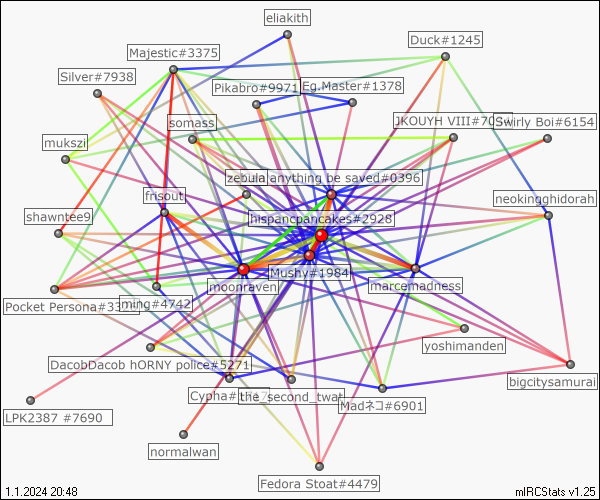 eliakith
Duck#1245
Majestic#3375
Silver#7938
Pikabro#9971
Eg.Master#1378
somass
JKOUYH VIII#70
Swirly Boi#6154
mukszi
zebula
anything be saved#0396
frisout
neokingghidorah
shawntee9
hispancpancakes#2928
Mushy#1984
moonraven
marcemadness
Pocket Persona#33
ming#4742
yoshimanden
DacobDacob hORNY police#5271
bigcitysamurai
Cypha#
the_second_twat
Madネコ#6901
LPK2387 #7690
normalwan
Fedora Stoat#4479
1.1.2024 20:48
mIRCStats v1.25